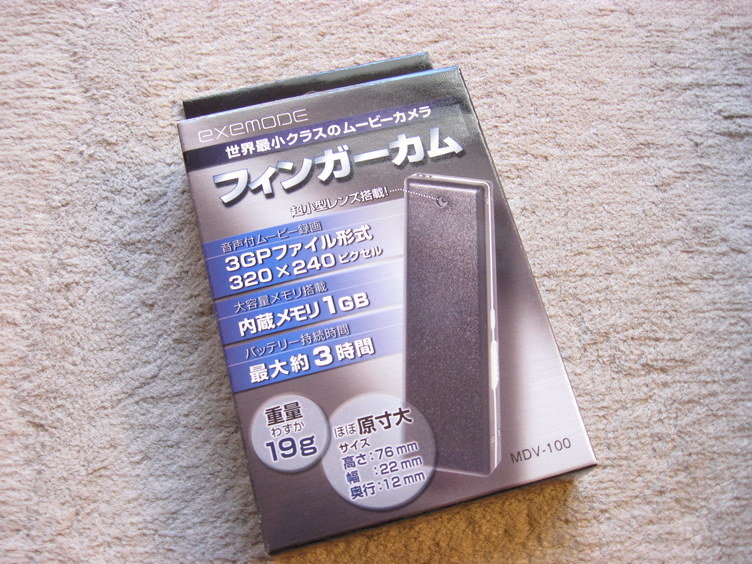 exemode
世界最小クラスのムービーカメラ
フィンガーカム
超小型レンズ搭載!
音声付ムービー録画
3GPファイル形式
320×240ピクセル
大容量メモリ搭載
内蔵メモリ1GB
バッテリー持続時間
最大約3時間
重量
わずか
19g
ほぼ原寸大
サイズ
高さ:76mm
幅:22mm
奥行:12mm
MDV-100